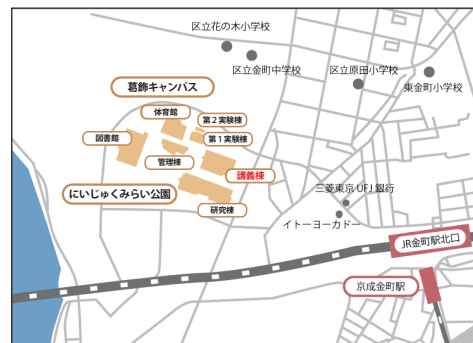 区立花の木小学校
区立金町中学校
区立原田小学校
東金町小学校
葛飾キャンパス
体育館
第2実験棟
図書館
第1実験棟
管理棟
講義棟
にいじゅくみらい公園
研究棟
三菱東京UFJ銀行
イトーヨーカドー
JR金町駅北口
京成金町駅